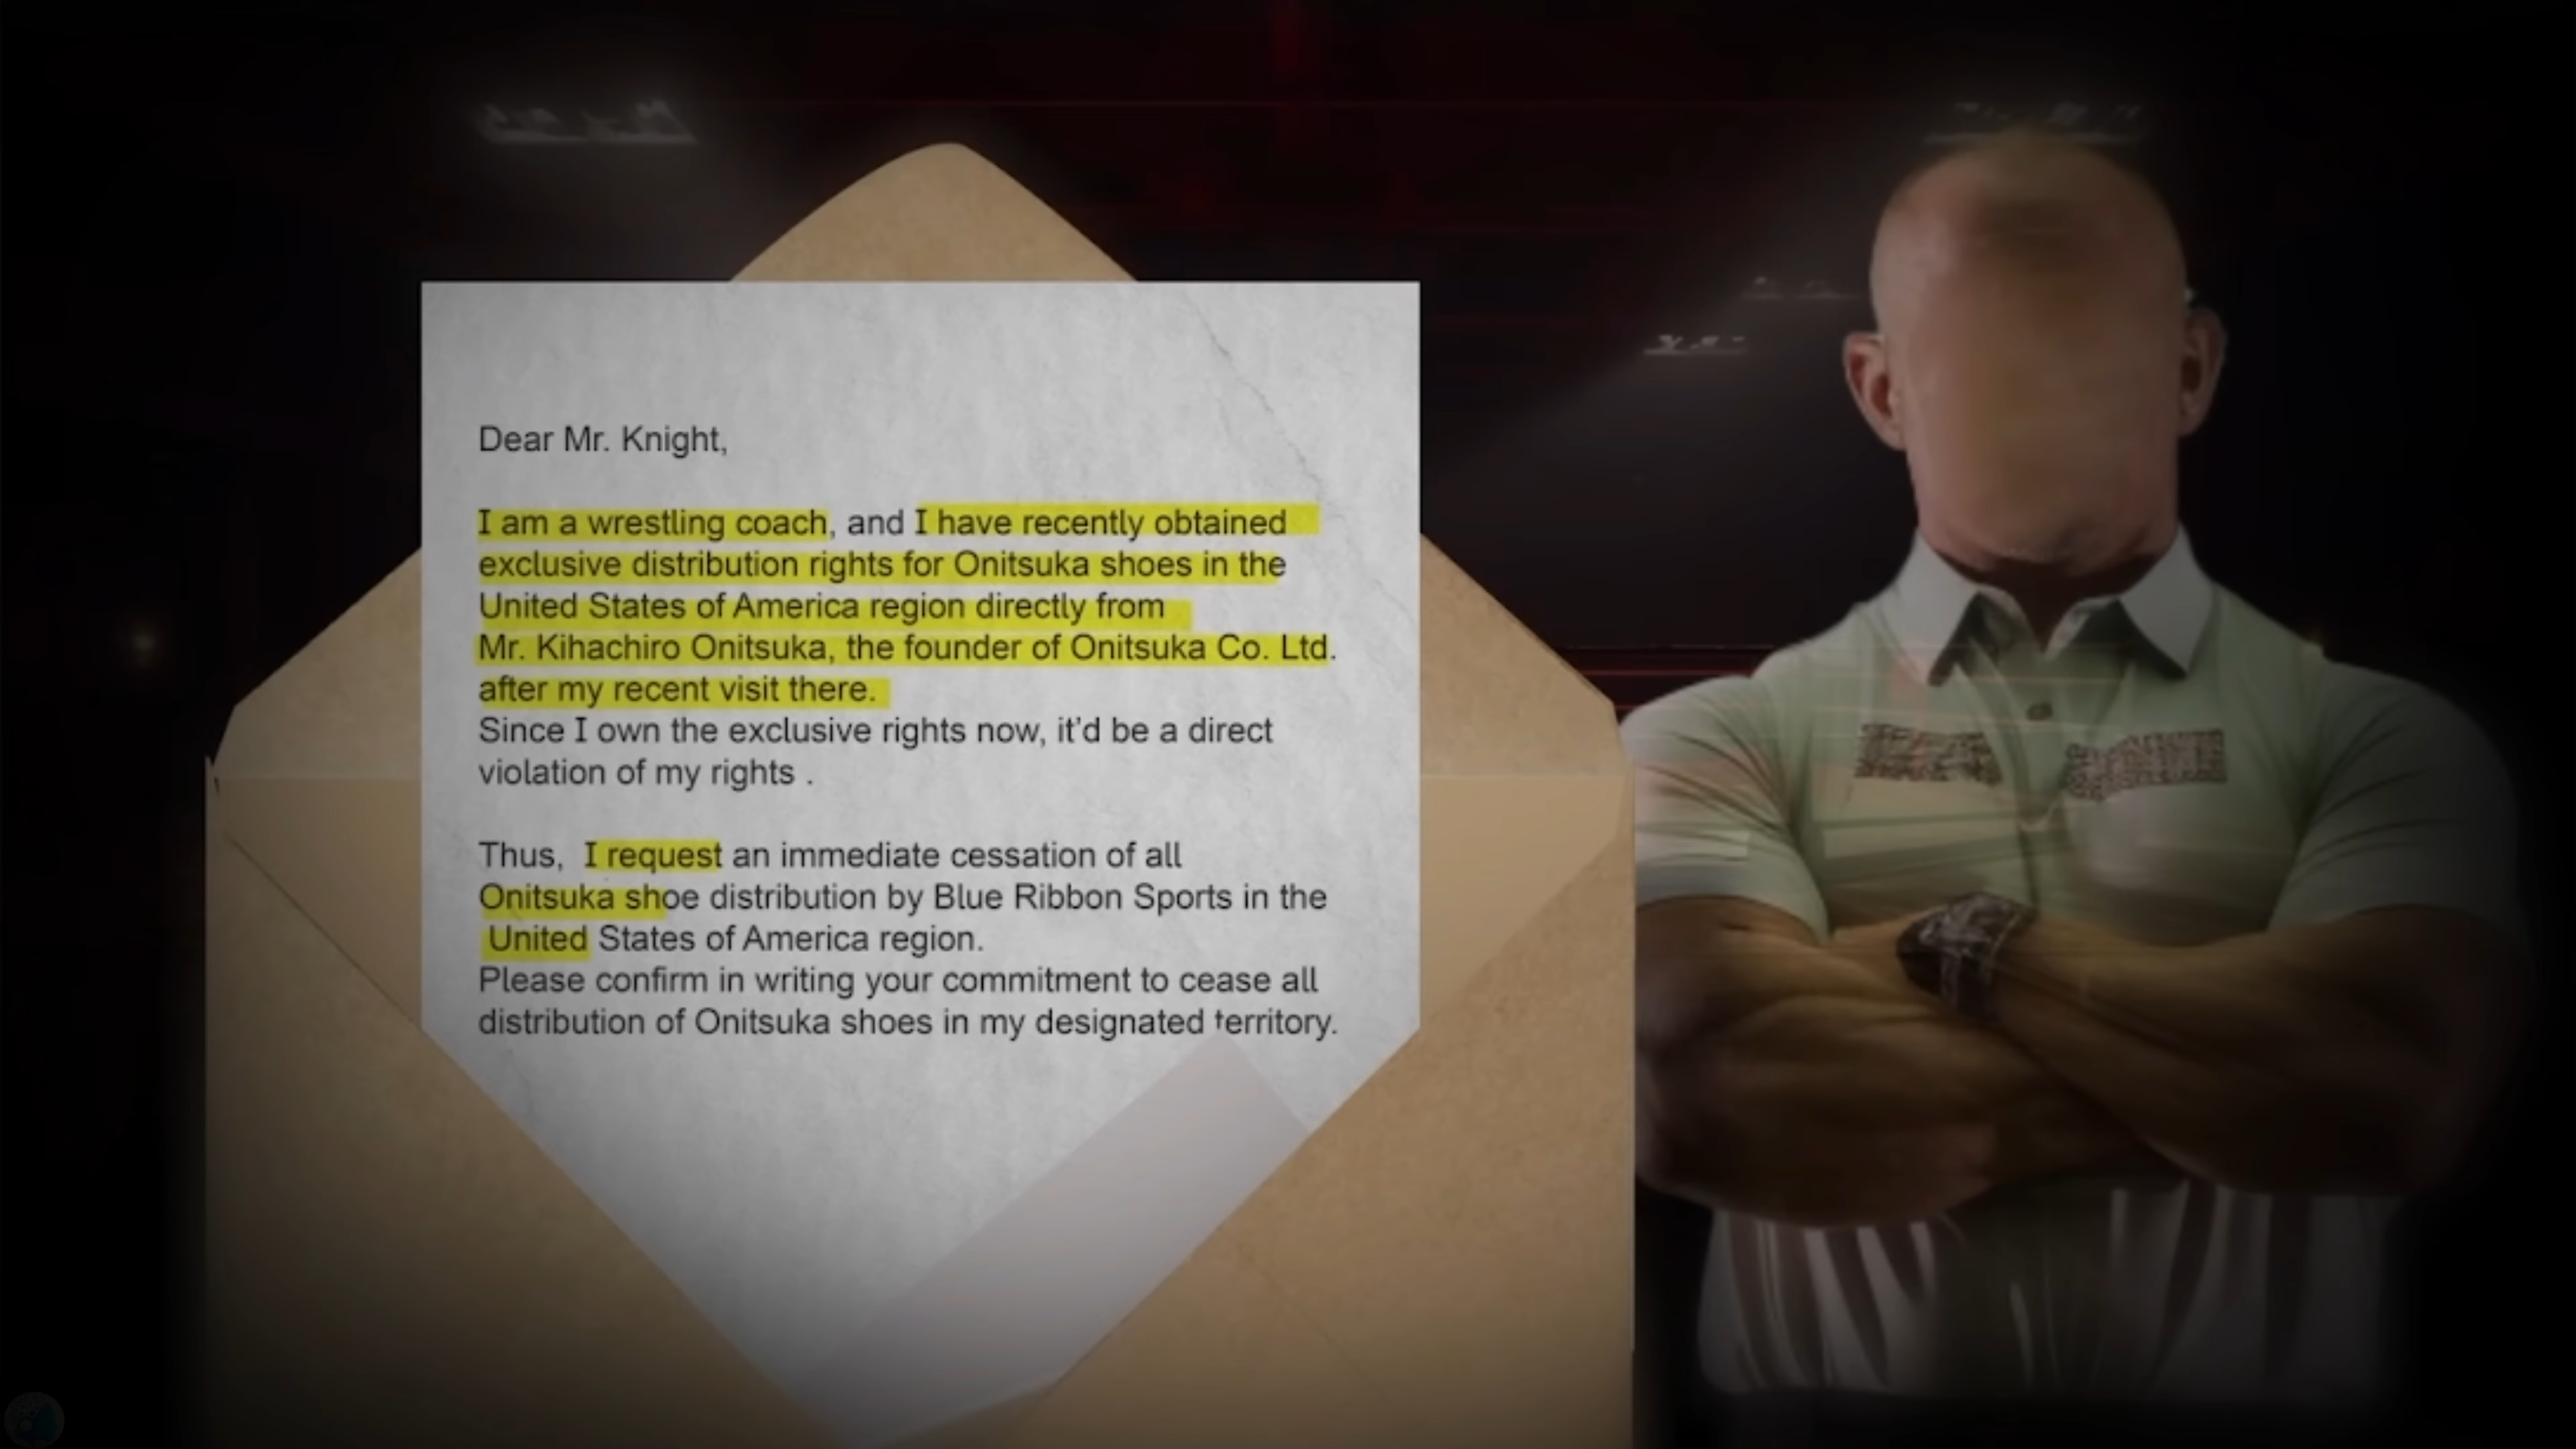 Dear Mr. Knight,
I am a wrestling coach, and I have recently obtained
exclusive distribution rights for Onitsuka shoes in the
United States of America region directly from
Mr. Kihachiro Onitsuka, the founder of Onitsuka Co. Ltd.
after my recent visit there.
Since I own the exclusive rights now, it'd be a direct
violation of my rights .
Thus, I request an immediate cessation of all
Onitsuka shoe distribution by Blue Ribbon Sports in the
United States of America region.
Please confirm in writing your commitment to cease all
distribution of Onitsuka shoes in my designated territory.